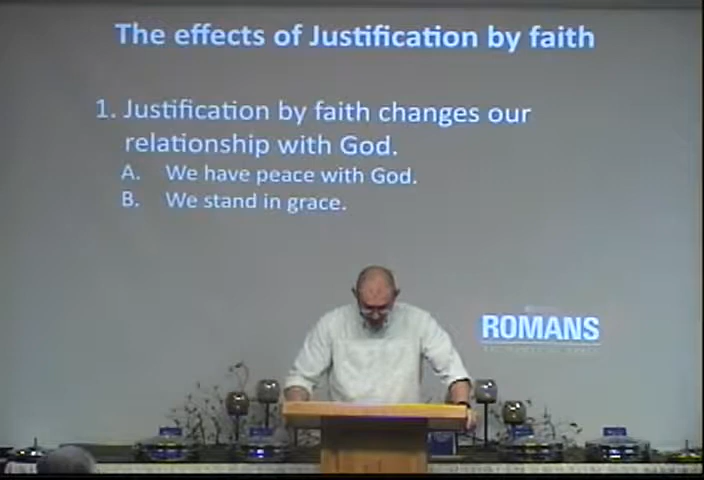 The effects of Justification by faith
1. Justification by faith changes our
relationship with God.
A. We have peace with God.
B. We stand in grace.
ROMANS